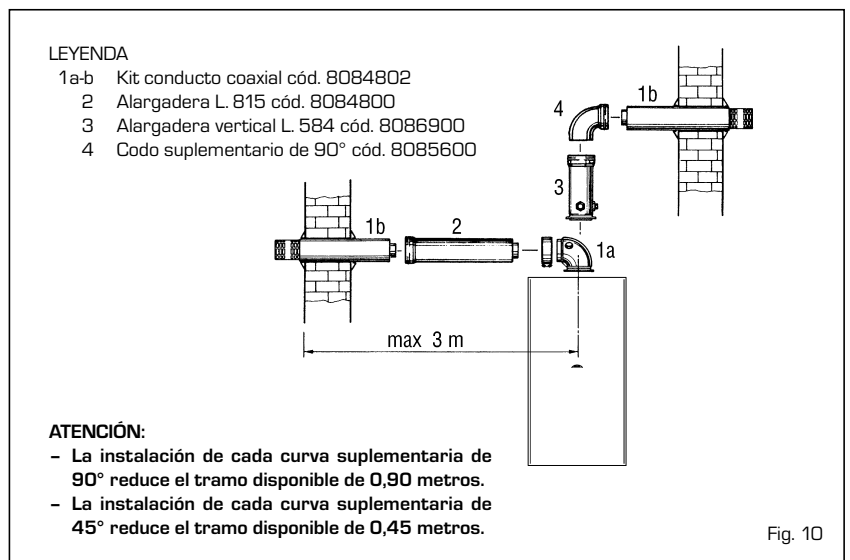 LEYENDA
1a-b Kit conducto coaxial cód. 8084802
2 Alargadera L. 815 cód. 8084800
3 Alargadera vertical L. 584 cód. 8086900
4 Codo suplementario de 90° cód. 8085600
4
1b
3
1b
2
1a
max 3 m
ATENCIÓN:
– La instalación de cada curva suplementaria de
90° reduce el tramo disponible de 0,90 metros.
– La instalación de cada curva suplementaria de
45° reduce el tramo disponible de 0,45 metros.
Fig. 10